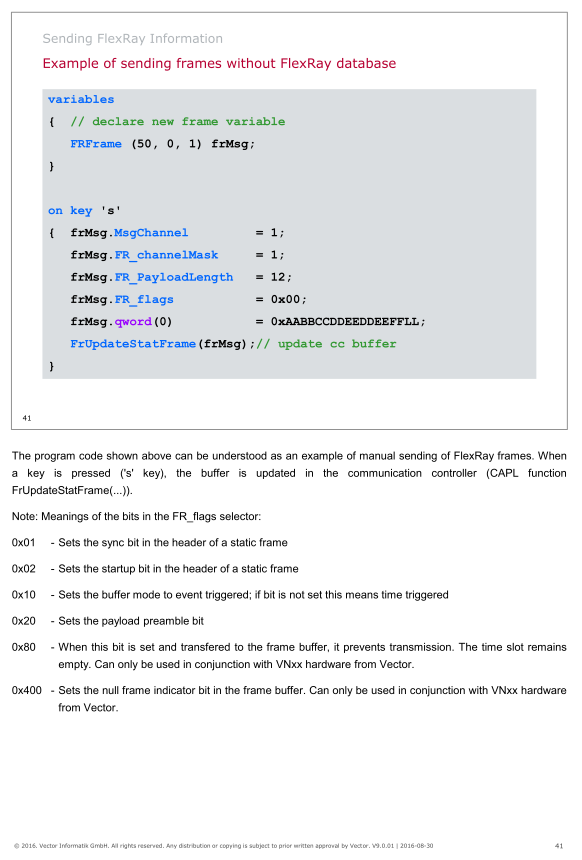 Sending FlexRay Information
Example of sending frames without FlexRay database
variables
{ // declare new frame variable
FRFrame (50, 0, 1) frMsg;
}
on key 's'
{ frMsg.MsgChannel = 1;
frMsg.FR_channelMask = 1;
frMsg.FR_PayloadLength = 12;
frMsg.FR_flags = 0x00;
frMsg.qword(0) = 0xAABBCCDDEEDDEEFFLL;
FrUpdateStatFrame(frMsg);// update cc buffer
}
41
The program code shown above can be understood as an example of manual sending of FlexRay frames. When
a key is pressed ('s' key), the buffer is updated in the communication controller (CAPL function
FrUpdateStatFrame(...)).
Note: Meanings of the bits in the FR_flags selector:
0x01 - Sets the sync bit in the header of a static frame
0x02 - Sets the startup bit in the header of a static frame
0x10 - Sets the buffer mode to event triggered; if bit is not set this means time triggered
0x20 - Sets the payload preamble bit
0x80 - When this bit is set and transfered to the frame buffer, it prevents transmission. The time slot remains
empty. Can only be used in conjunction with VNxx hardware from Vector.
0x400 - Sets the null frame indicator bit in the frame buffer. Can only be used in conjunction with VNxx hardware
from Vector.
© 2016. Vector Informatik GmbH. All rights reserved. Any distribution or copying is subject to prior written approval by Vector. V9.0.01 | 2016-08-30 41